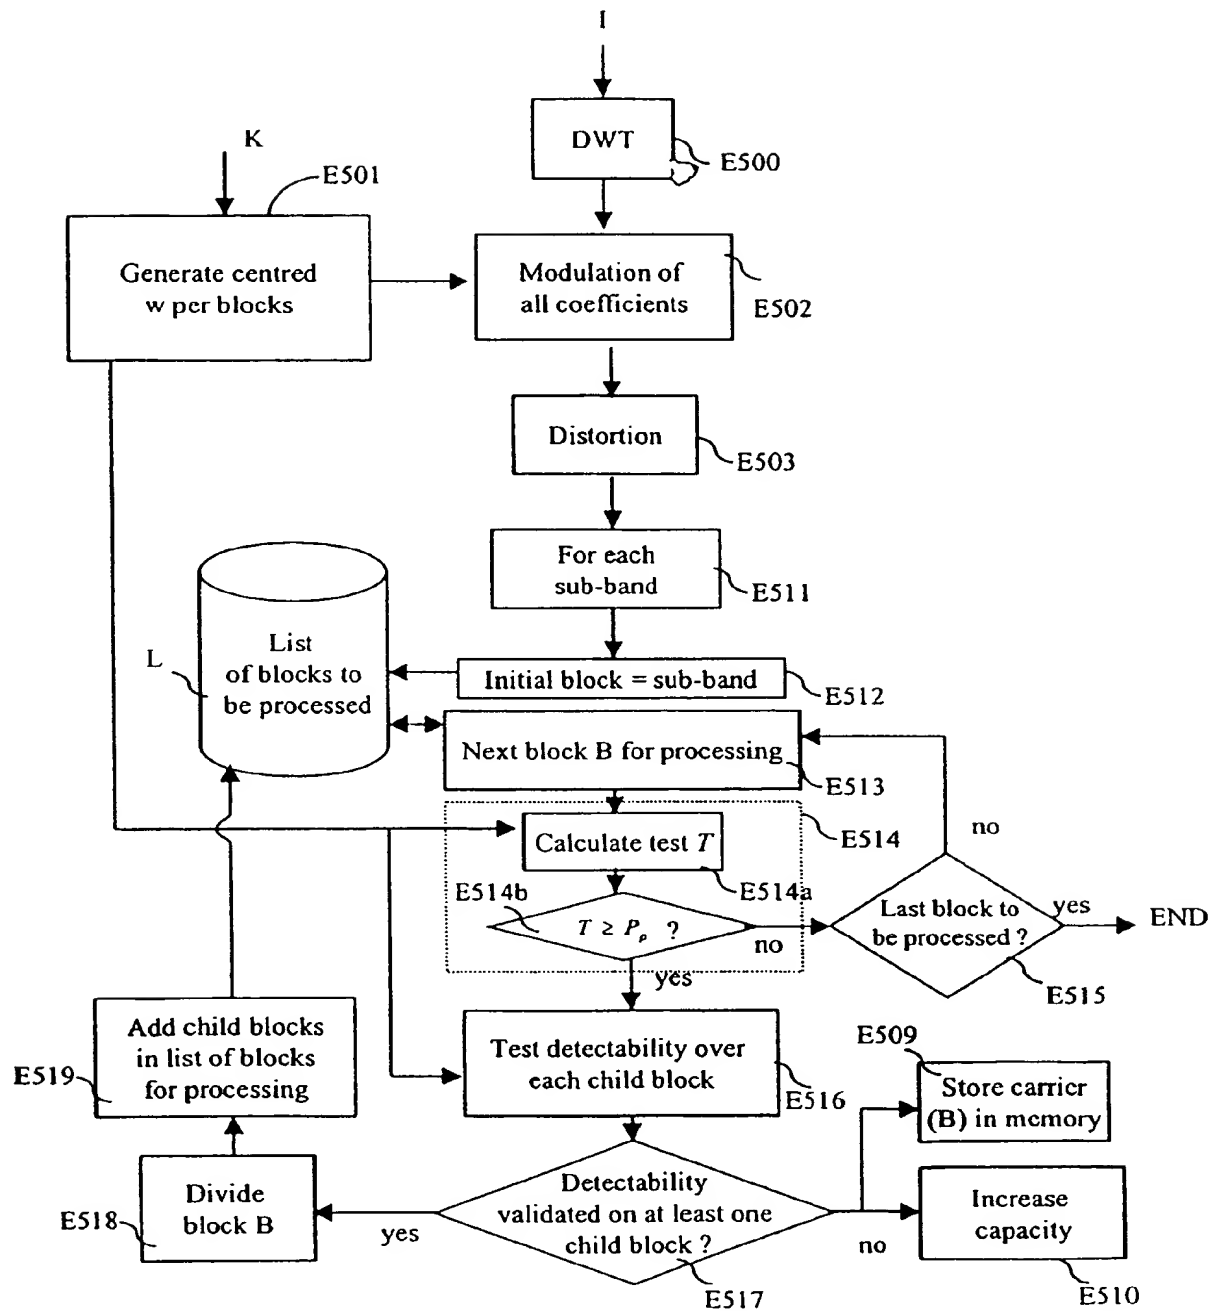 I
DWT
E500
K
E501
Generate centred
w per blocks
Modulation of
all coefficients
E502
Distortion
E503
For each
sub-band
E511
List
of blocks to
be processed
L
Initial block = sub-band
E512
Next block B for processing
E513
Calculate test T
E514
E514a
E514b
T ≥ Pₚ ?
no
yes
no
Last block to
be processed ?
yes
END
E515
Test detectability over
each child block
E516
Add child blocks
in list of blocks
for processing
E519
E509
Store carrier
(B) in memory
Divide
block B
E518
yes
Detectability
validated on at least one
child block ?
E517
no
Increase
capacity
E510